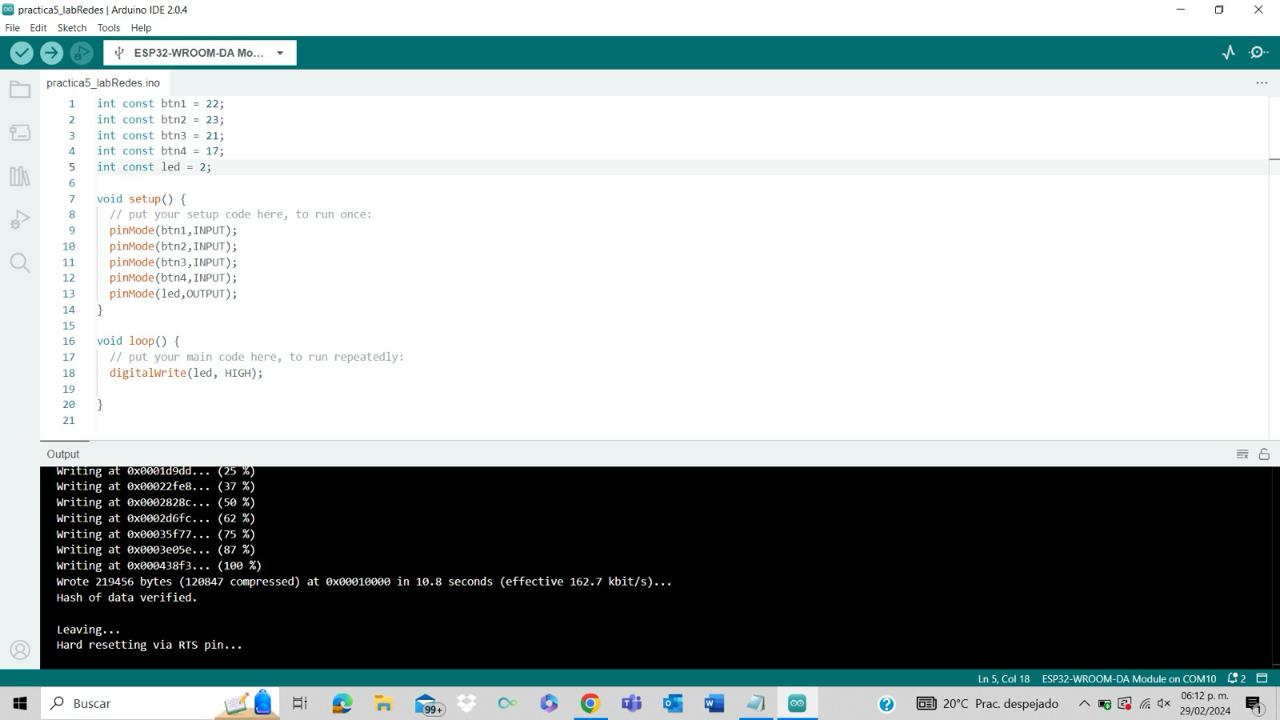 practica5_labRedes | Arduino IDE 2.0.4
File Edit Sketch Tools Help
ESP32-WROOM-DA Mo...
practica5_labRedes.ino
1 int const btn1 = 22;
2 int const btn2 = 23;
3 int const btn3 = 21;
4 int const btn4 = 17;
5 int const led = 2;
6
7 void setup() {
8 // put your setup code here, to run once:
9 pinMode(btn1,INPUT);
10 pinMode(btn2,INPUT);
11 pinMode(btn3,INPUT);
12 pinMode(btn4,INPUT);
13 pinMode(led,OUTPUT);
14 }
15
16 void loop() {
17 // put your main code here, to run repeatedly:
18 digitalWrite(led, HIGH);
19
20 }
21
Output
Writing at 0x0001d9dd... (25 %)
Writing at 0x00022fe8... (37 %)
Writing at 0x0002828c... (50 %)
Writing at 0x0002d6fc... (62 %)
Writing at 0x00035f77... (75 %)
Writing at 0x0003e05e... (87 %)
Writing at 0x000438f3... (100 %)
Wrote 219456 bytes (120847 compressed) at 0x00010000 in 10.8 seconds (effective 162.7 kbit/s)...
Hash of data verified.
Leaving...
Hard resetting via RTS pin...
Ln 5, Col 18 ESP32-WROOM-DA Module on COM10 2
Buscar
99+
20°C Prac. despejado
06:12 p. m.
29/02/2024
1